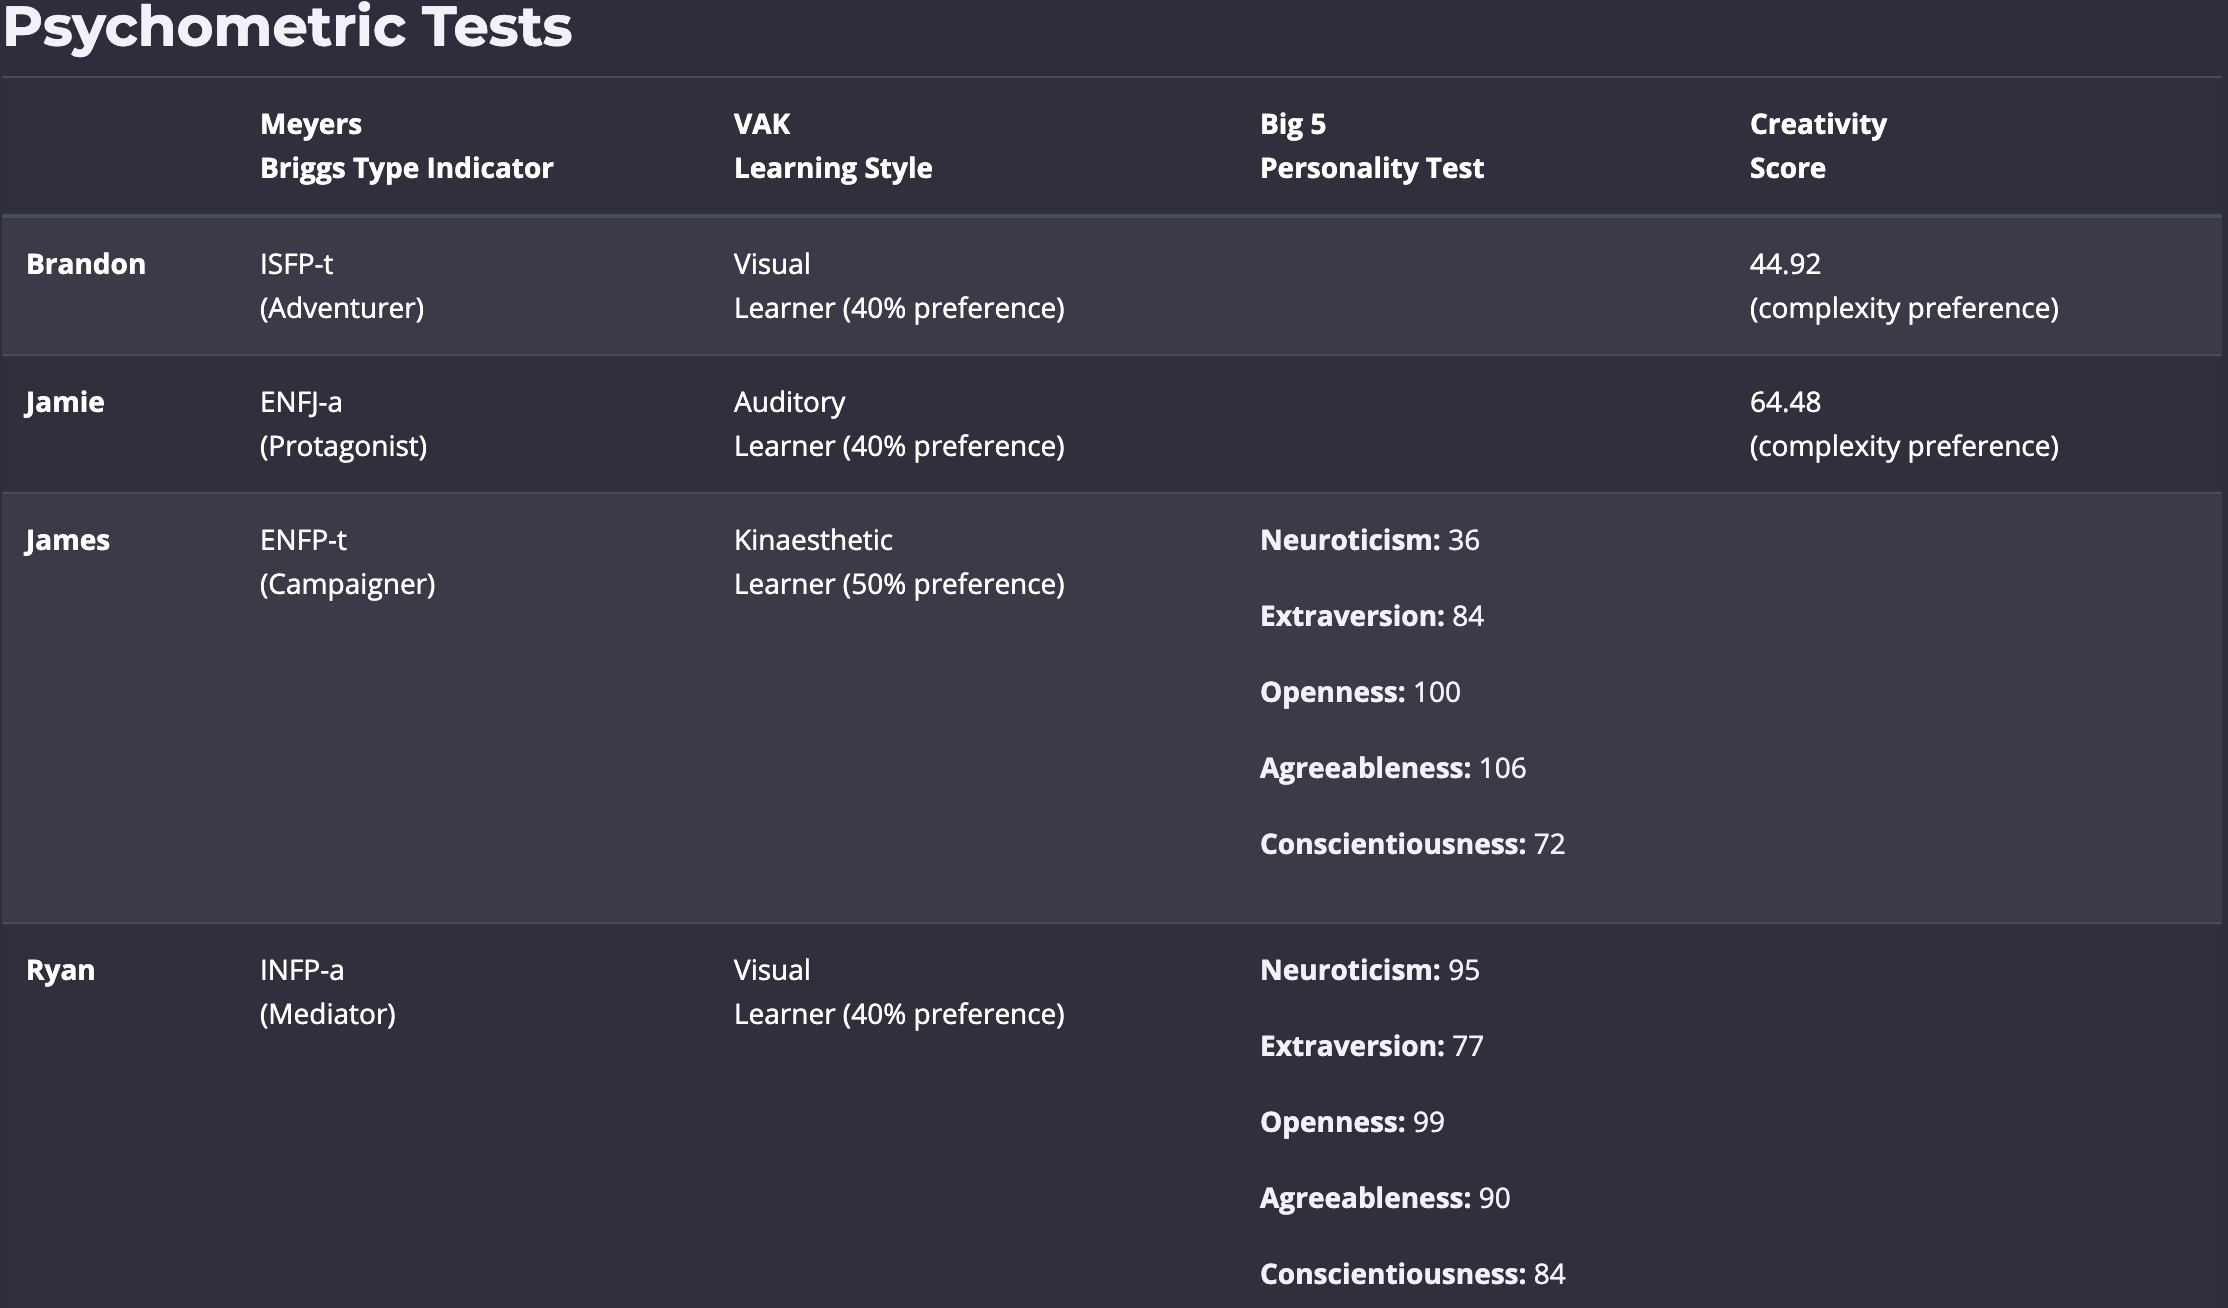 Psychometric Tests
Meyers
Briggs Type Indicator
VAK
Learning Style
Big 5
Personality Test
Creativity
Score
Brandon
ISFP-t
(Adventurer)
Visual
Learner (40% preference)
44.92
(complexity preference)
Jamie
ENFJ-a
(Protagonist)
Auditory
Learner (40% preference)
64.48
(complexity preference)
James
ENFP-t
(Campaigner)
Kinaesthetic
Learner (50% preference)
Neuroticism: 36
Extraversion: 84
Openness: 100
Agreeableness: 106
Conscientiousness: 72
Ryan
INFP-a
(Mediator)
Visual
Learner (40% preference)
Neuroticism: 95
Extraversion: 77
Openness: 99
Agreeableness: 90
Conscientiousness: 84